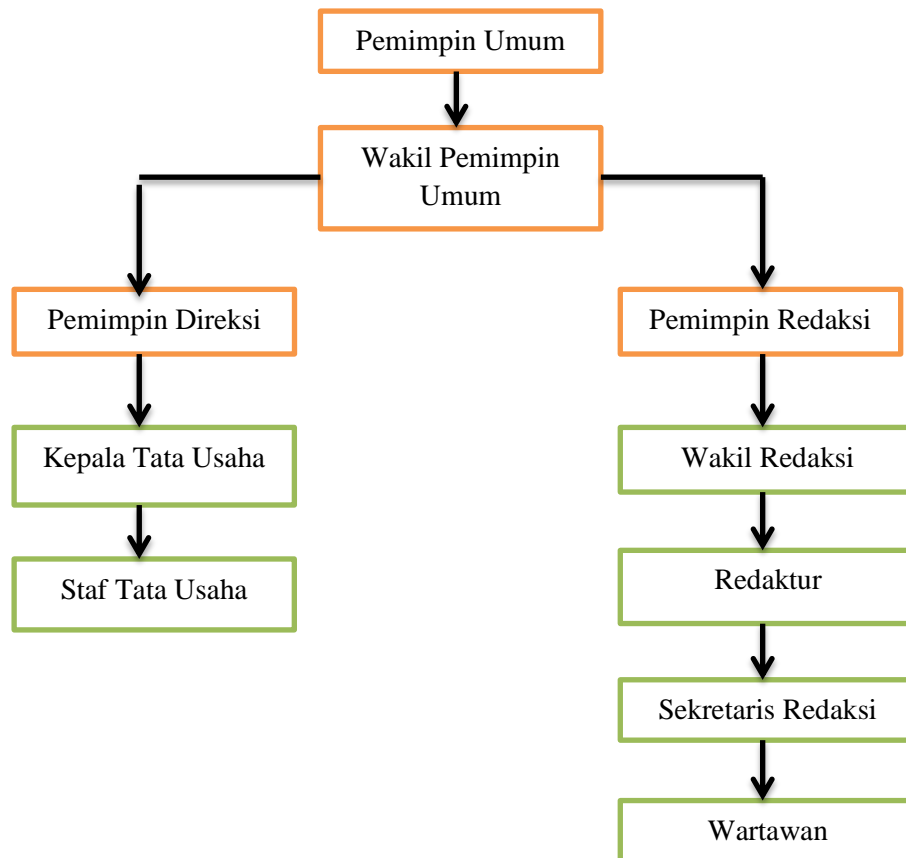 Pemimpin Umum
Wakil Pemimpin
Umum
Pemimpin Direksi
Pemimpin Redaksi
Kepala Tata Usaha
Wakil Redaksi
Staf Tata Usaha
Redaktur
Sekretaris Redaksi
Wartawan